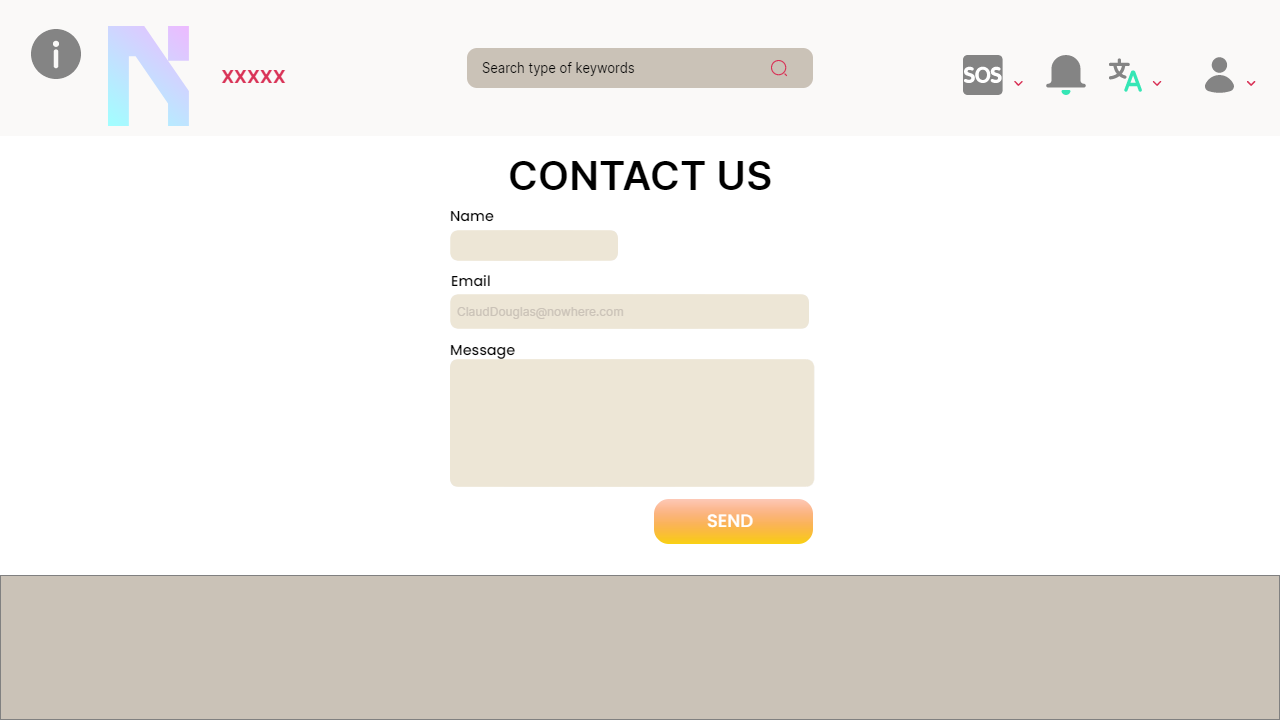 XXXXX
Search type of keywords
SOS
文A
CONTACT US
Name
Email
ClaudDouglas@nowhere.com
Message
SEND